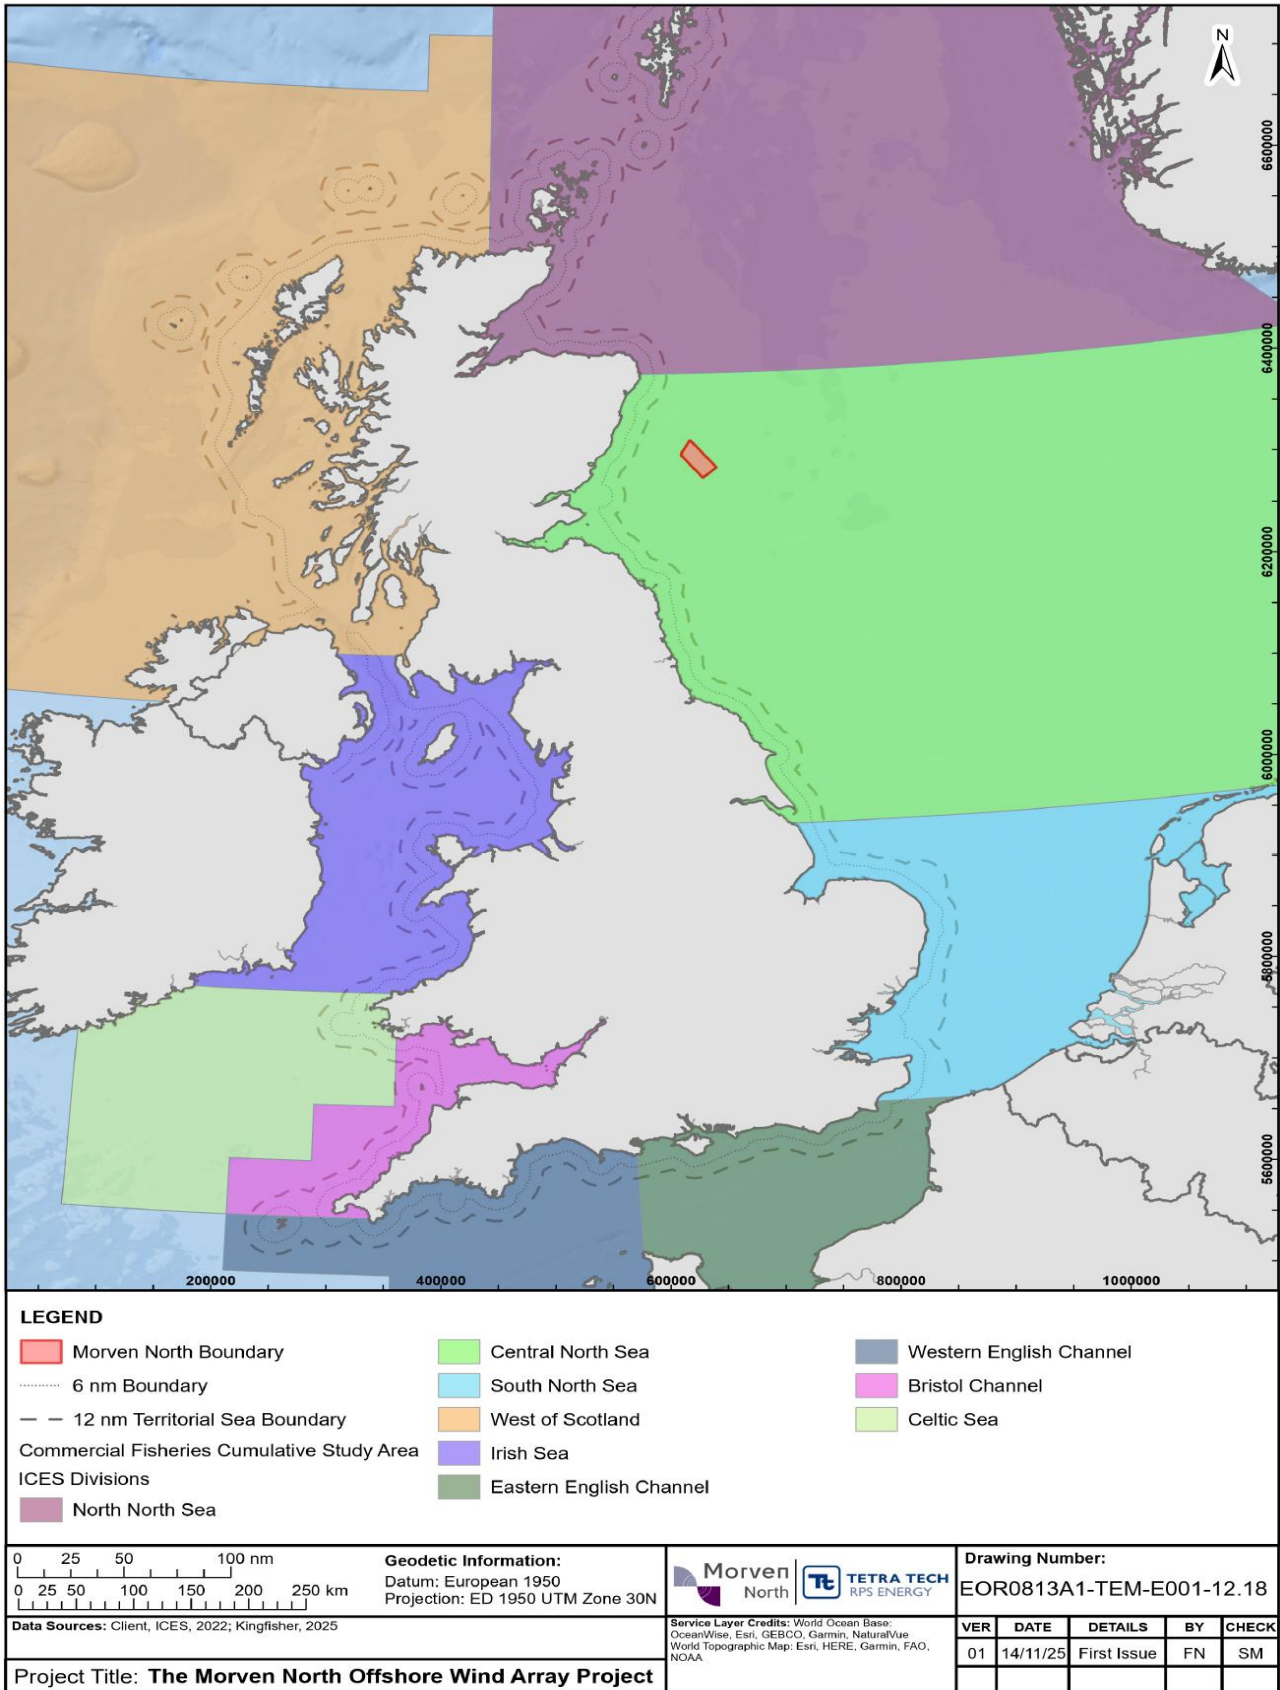 N
6600000
6400000
6200000
6000000
5800000
5600000
200000 400000 600000 800000 1000000
LEGEND
Morven North Boundary
6 nm Boundary
12 nm Territorial Sea Boundary
Commercial Fisheries Cumulative Study Area
ICES Divisions
North North Sea
Central North Sea
South North Sea
West of Scotland
Irish Sea
Eastern English Channel
Western English Channel
Bristol Channel
Celtic Sea
0 25 50 100 nm
0 25 50 100 150 200 250 km
Geodetic Information:
Datum: European 1950
Projection: ED 1950 UTM Zone 30N
Data Sources: Client, ICES, 2022; Kingfisher, 2025
Project Title: The Morven North Offshore Wind Array Project
Morven
North
Tt TETRA TECH
RPS ENERGY
Service Layer Credits: World Ocean Base:
OceanWise, Esri, GEBCO, Garmin, NaturalVue
World Topographic Map: Esri, HERE, Garmin, FAO,
NOAA
Drawing Number:
EOR0813A1-TEM-E001-12.18
VER DATE DETAILS BY CHECK
01 14/11/25 First Issue FN SM